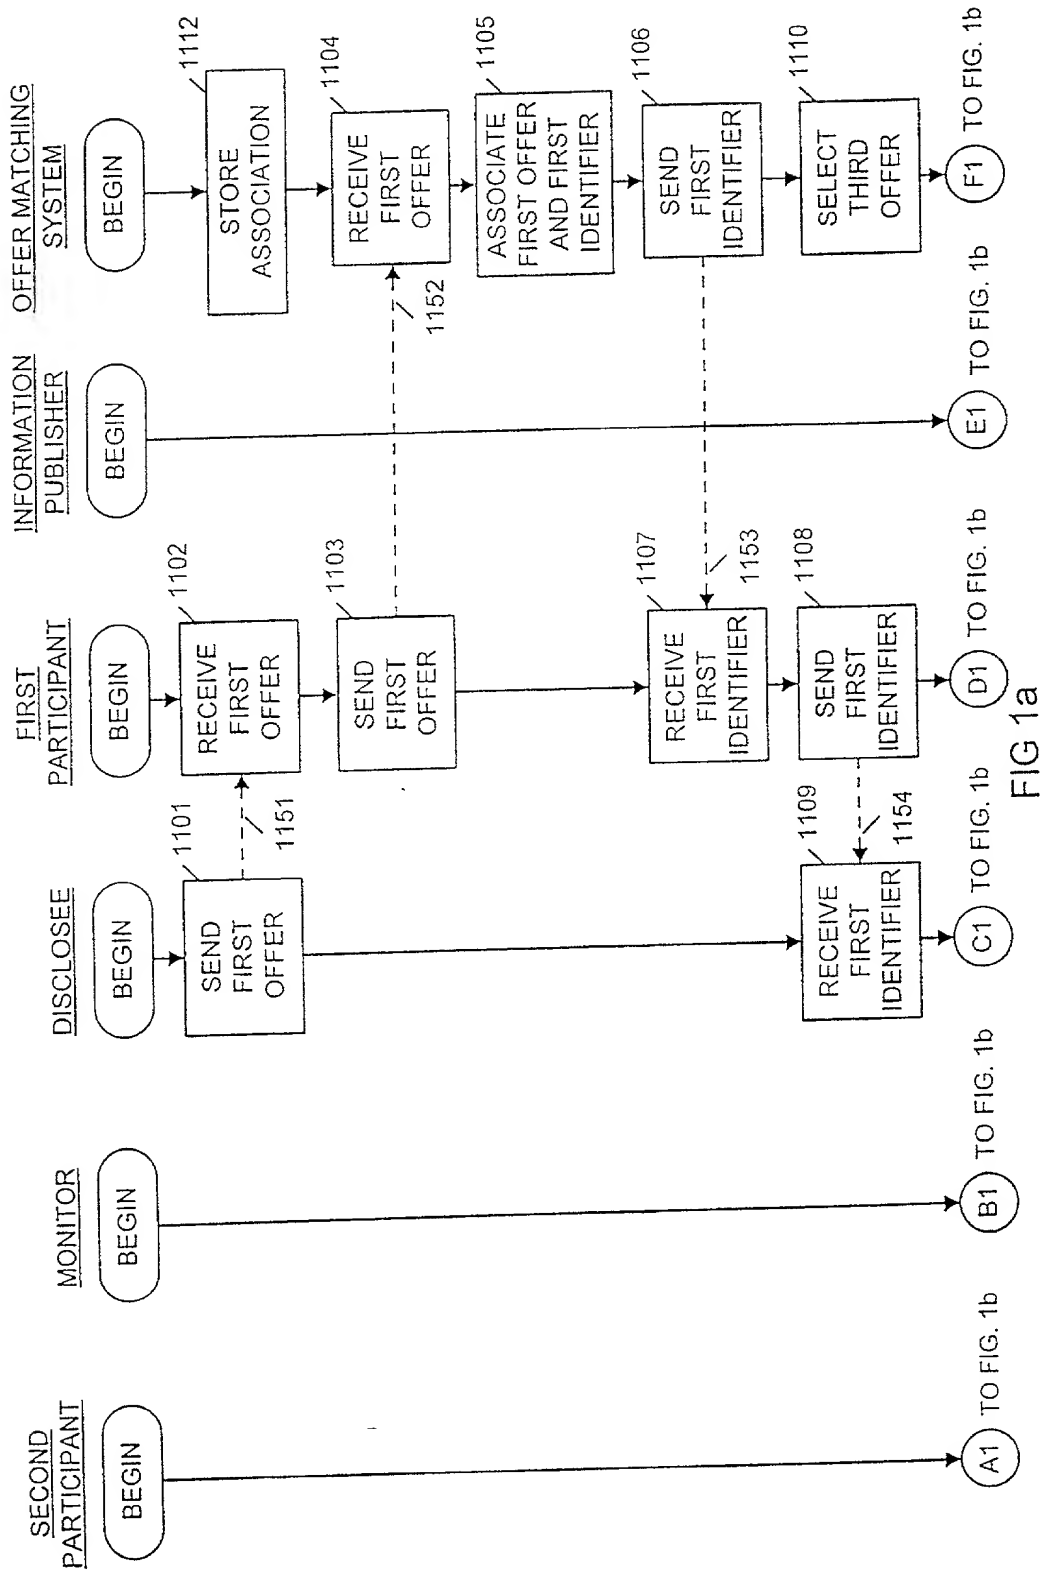 SECOND
PARTICIPANT
BEGIN
A1
TO FIG. 1b
MONITOR
BEGIN
B1
TO FIG. 1b
DISCLOSEE
BEGIN
1101
SEND
FIRST
OFFER
1151
1109
RECEIVE
FIRST
IDENTIFIER
1154
C1
TO FIG. 1b
FIRST
PARTICIPANT
BEGIN
1102
RECEIVE
FIRST
OFFER
1103
SEND
FIRST
OFFER
1107
RECEIVE
FIRST
IDENTIFIER
1153
1108
SEND
FIRST
IDENTIFIER
D1
TO FIG. 1b
INFORMATION
PUBLISHER
BEGIN
E1
TO FIG. 1b
OFFER MATCHING
SYSTEM
BEGIN
1112
STORE
ASSOCIATION
1104
RECEIVE
FIRST
OFFER
1152
1105
ASSOCIATE
FIRST OFFER
AND FIRST
IDENTIFIER
1106
SEND
FIRST
IDENTIFIER
1110
SELECT
THIRD
OFFER
F1
TO FIG. 1b
FIG 1a